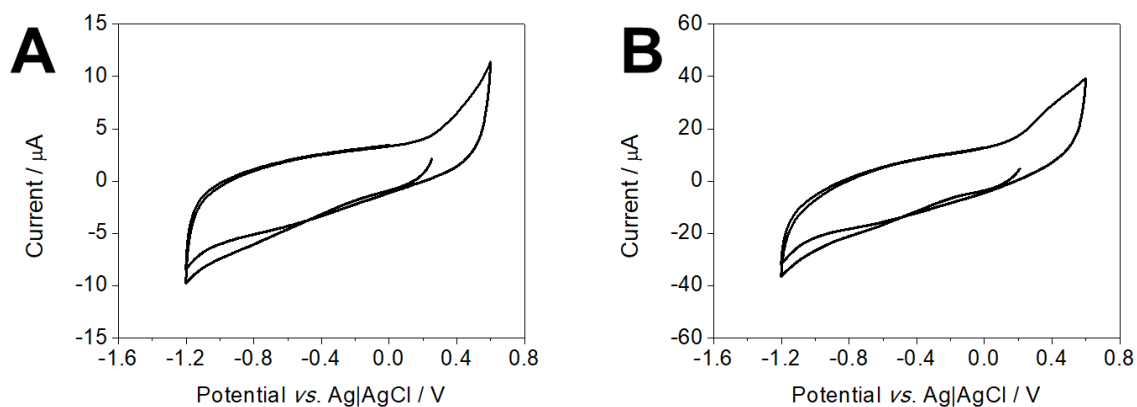 A
15
10
5
0
-5
-10
-15
-1.6 -1.2 -0.8 -0.4 0.0 0.4 0.8
Current / μA
Potential vs. Ag|AgCl / V
B
60
40
20
0
-20
-40
-60
-1.6 -1.2 -0.8 -0.4 0.0 0.4 0.8
Current / μA
Potential vs. Ag|AgCl / V